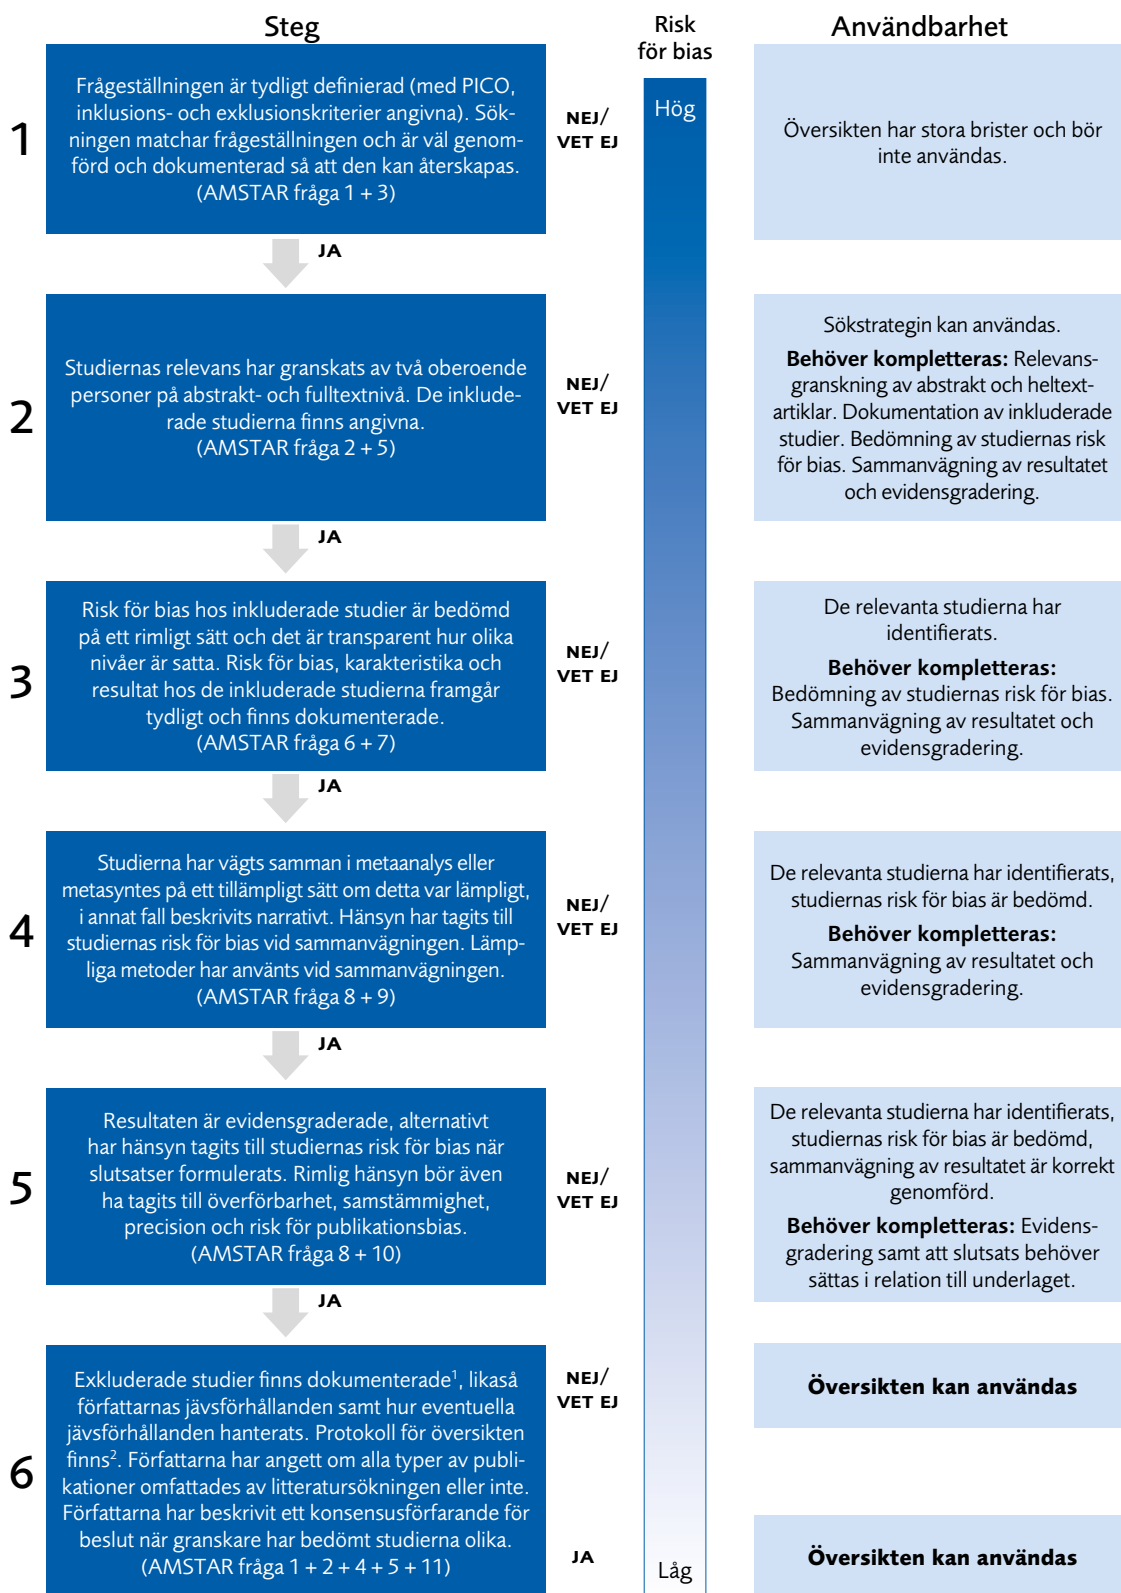 Steg
Risk
för bias
Användbarhet
1
Frågeställningen är tydligt definierad (med PICO,
inklusions- och exklusionskriterier angivna). Sök-
ningen matchar frågeställningen och är väl genom-
förd och dokumenterad så att den kan återskapas.
(AMSTAR fråga 1 + 3)
NEJ/
VET EJ
Hög
Översikten har stora brister och bör
inte användas.
JA
2
Studiernas relevans har granskats av två oberoende
personer på abstrakt- och fulltextnivå. De inklude-
rade studierna finns angivna.
(AMSTAR fråga 2 + 5)
NEJ/
VET EJ
Sökstrategin kan användas.
Behöver kompletteras: Relevans-
granskning av abstrakt och heltext-
artiklar. Dokumentation av inkluderade
studier. Bedömning av studiernas risk
för bias. Sammanvägning av resultatet
och evidensgradering.
JA
3
Risk för bias hos inkluderade studier är bedömd
på ett rimligt sätt och det är transparent hur olika
nivåer är satta. Risk för bias, karakteristika och
resultat hos de inkluderade studierna framgår
tydligt och finns dokumenterade.
(AMSTAR fråga 6 + 7)
NEJ/
VET EJ
De relevanta studierna har
identifierats.
Behöver kompletteras:
Bedömning av studiernas risk för bias.
Sammanvägning av resultatet och
evidensgradering.
JA
4
Studierna har vägts samman i metaanalys eller
metasyntes på ett tillämpligt sätt om detta var lämpligt,
i annat fall beskrivits narrativt. Hänsyn har tagits till
studiernas risk för bias vid sammanvägningen. Lämp-
liga metoder har använts vid sammanvägningen.
(AMSTAR fråga 8 + 9)
NEJ/
VET EJ
De relevanta studierna har identifierats,
studiernas risk för bias är bedömd.
Behöver kompletteras:
Sammanvägning av resultatet och
evidensgradering.
JA
5
Resultaten är evidensgraderade, alternativt
har hänsyn tagits till studiernas risk för bias när
slutsatser formulerats. Rimlig hänsyn bör även
ha tagits till överförbarhet, samstämmighet,
precision och risk för publikationsbias.
(AMSTAR fråga 8 + 10)
NEJ/
VET EJ
De relevanta studierna har identifierats,
studiernas risk för bias är bedömd,
sammanvägning av resultatet är korrekt
genomförd.
Behöver kompletteras: Evidens-
gradering samt att slutsats behöver
sättas i relation till underlaget.
JA
6
Exkluderade studier finns dokumenterade¹, likaså
författarnas jävsförhållanden samt hur eventuella
jävsförhållanden hanterats. Protokoll för översikten
finns². Författarna har angett om alla typer av publi-
kationer omfattades av litteratursökningen eller inte.
Författarna har beskrivit ett konsensusförfarande för
beslut när granskare har bedömt studierna olika.
(AMSTAR fråga 1 + 2 + 4 + 5 + 11)
NEJ/
VET EJ
Översikten kan användas
JA
Låg
Översikten kan användas